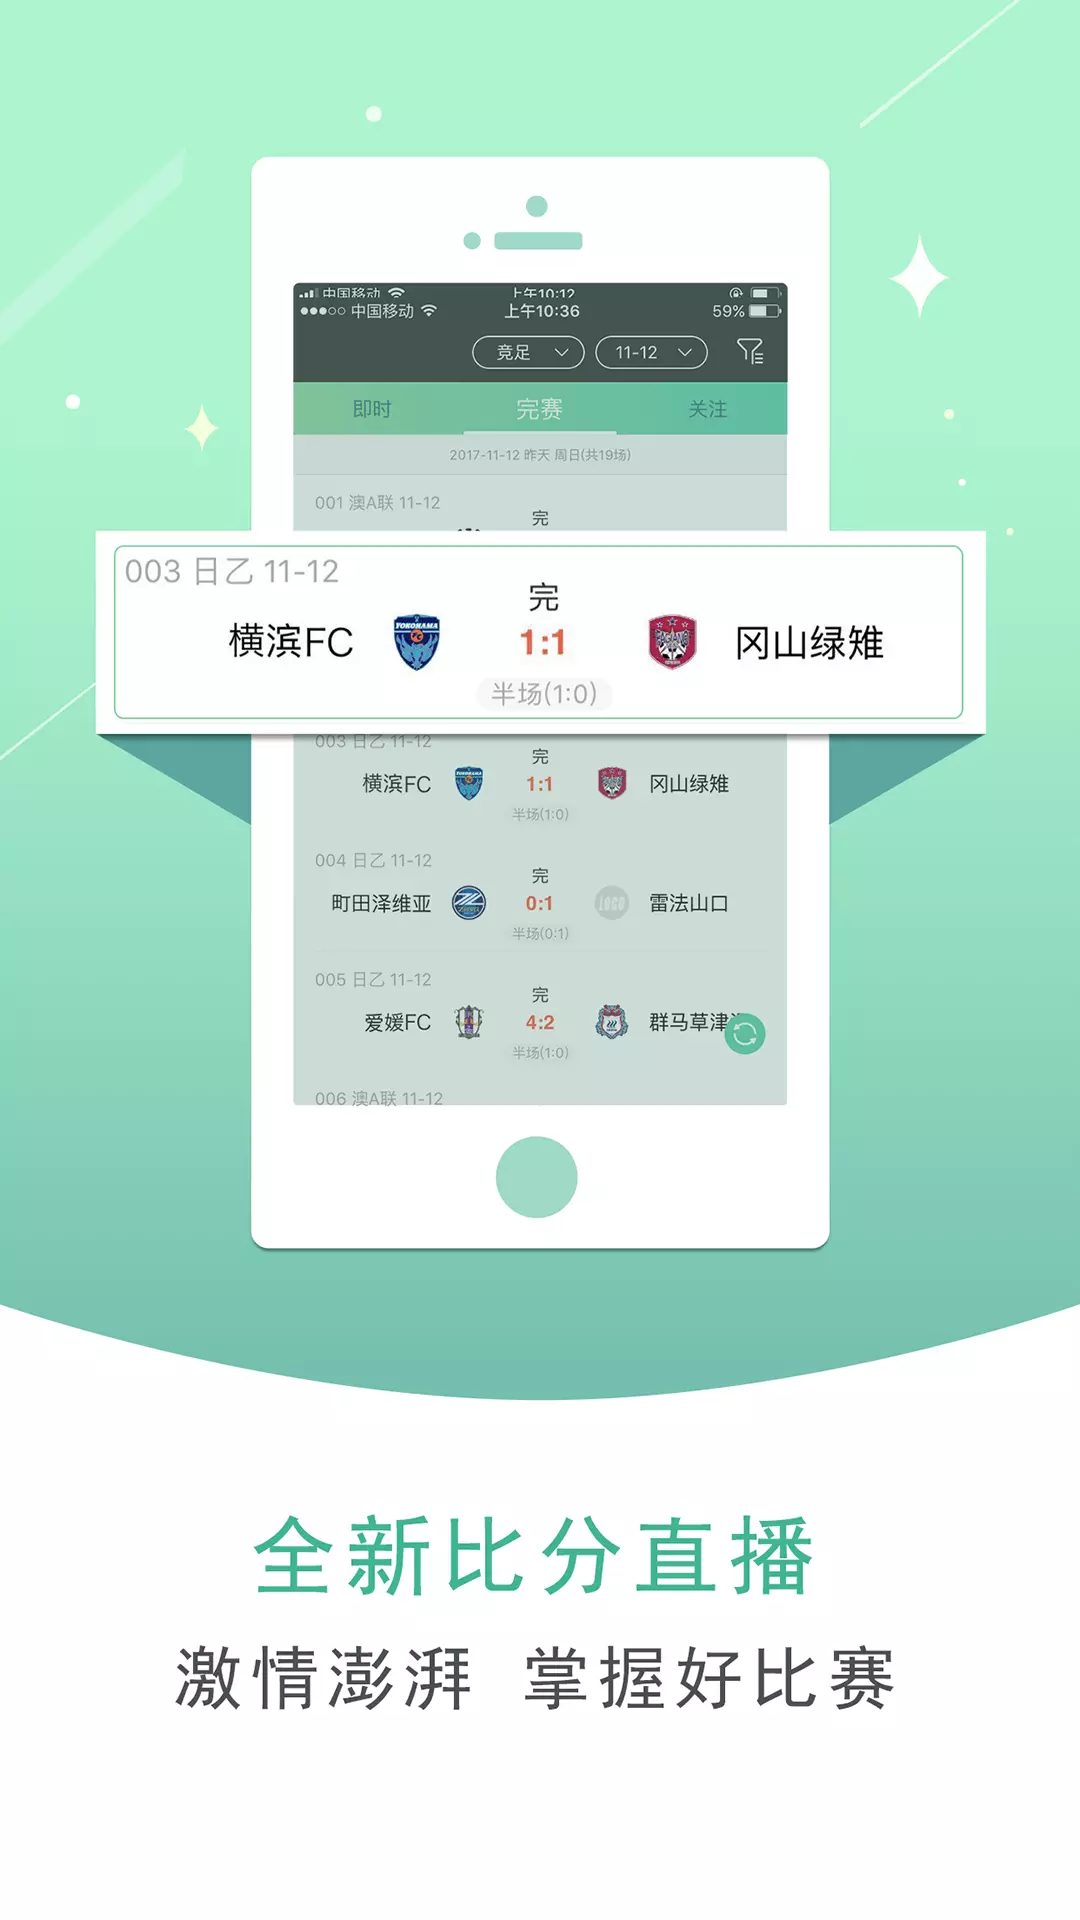 中国移动 上午10:12
中国移动 上午10:36 59%
竞足 11-12
即时 完赛 关注
2017-11-12 昨天 周日(共19场)
001 澳A联 11-12
完
003 日乙 11-12
完
横滨FC YOKOHAMA 1:1 冈山绿雉
半场(1:0)
003 日乙 11-12
完
横滨FC 1:1 冈山绿雉
半场(1:0)
004 日乙 11-12
完
町田泽维亚 0:1 LOGO 雷法山口
半场(0:1)
005 日乙 11-12
完
爱媛FC 4:2 群马草津
半场(1:0)
006 澳A联 11-12
全新比分直播
激情澎湃 掌握好比赛